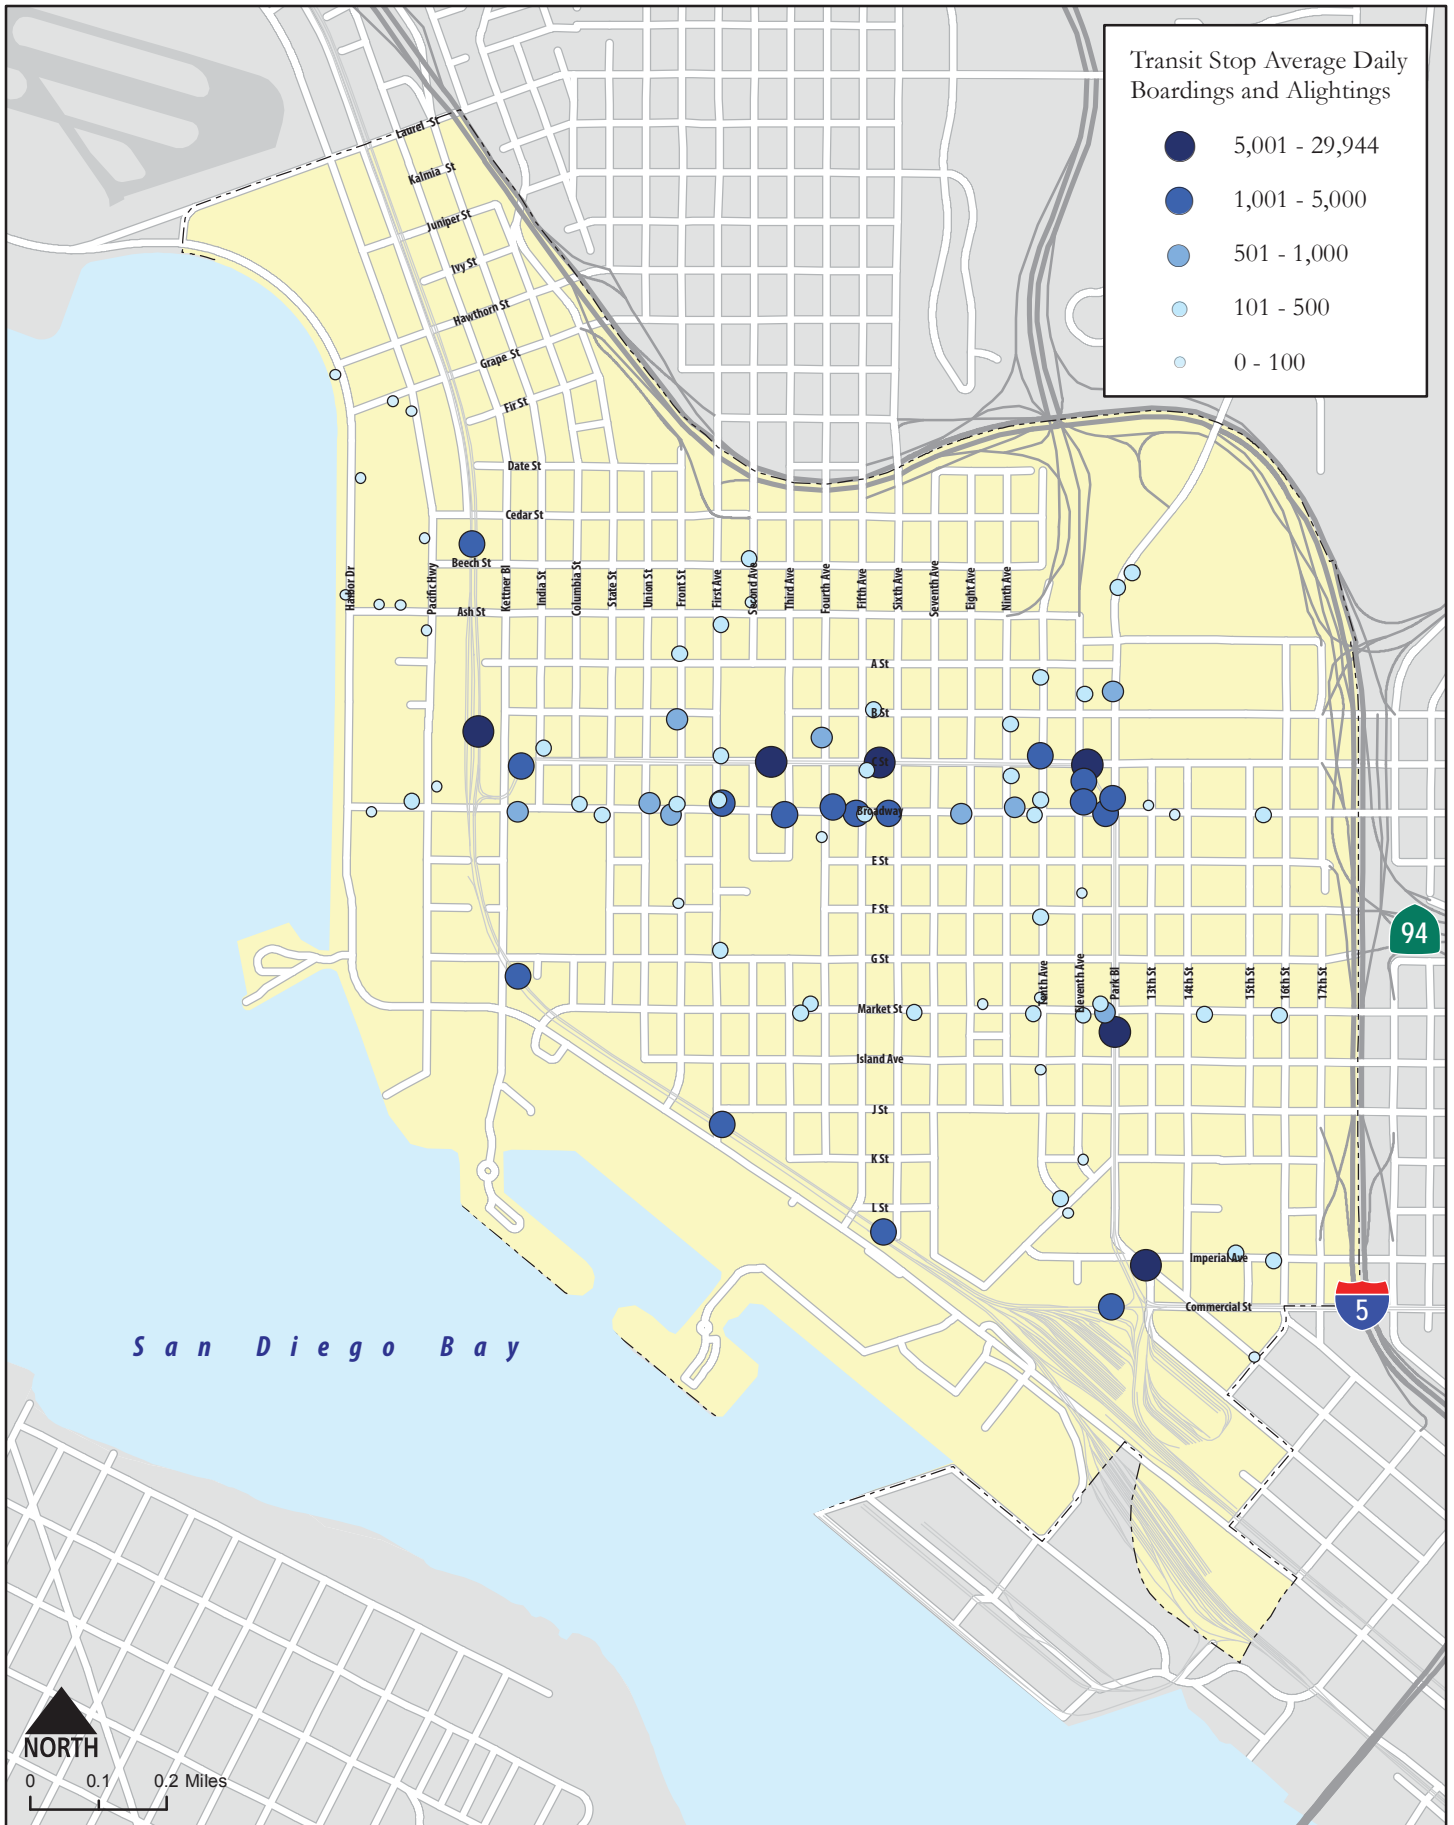 Transit Stop Average Daily
Boardings and Alightings
5,001 - 29,944
1,001 - 5,000
501 - 1,000
101 - 500
0 - 100
Laurel St
Kalmia St
Juniper St
Ivy St
Hawthorn St
Grape St
Fir St
Date St
Cedar St
Beech St
Ash St
Harbor Dr
Pacific Hwy
Kettner Bl
India St
Columbia St
State St
Union St
Front St
First Ave
Second Ave
Third Ave
Fourth Ave
Fifth Ave
Sixth Ave
Seventh Ave
Eight Ave
Ninth Ave
A St
B St
C St
Broadway
E St
F St
G St
Market St
Island Ave
J St
K St
L St
Tenth Ave
Eleventh Ave
Park Bl
13th St
14th St
15th St
16th St
17th St
94
Imperial Ave
Commercial St
5
San Diego Bay
NORTH
0 0.1 0.2 Miles